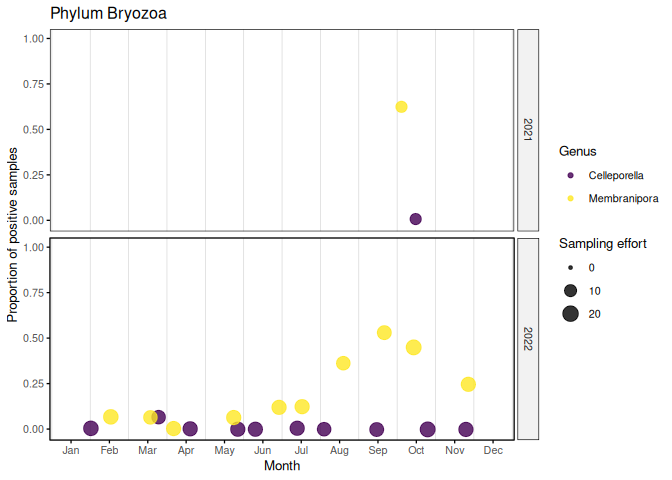 Phylum Bryozoa
Proportion of positive samples
1.00
0.75
0.50
0.25
0.00
2021
1.00
0.75
0.50
0.25
0.00
2022
Jan Feb Mar Apr May Jun Jul Aug Sep Oct Nov Dec
Month
Genus
Celleporella
Membranipora
Sampling effort
0
10
20